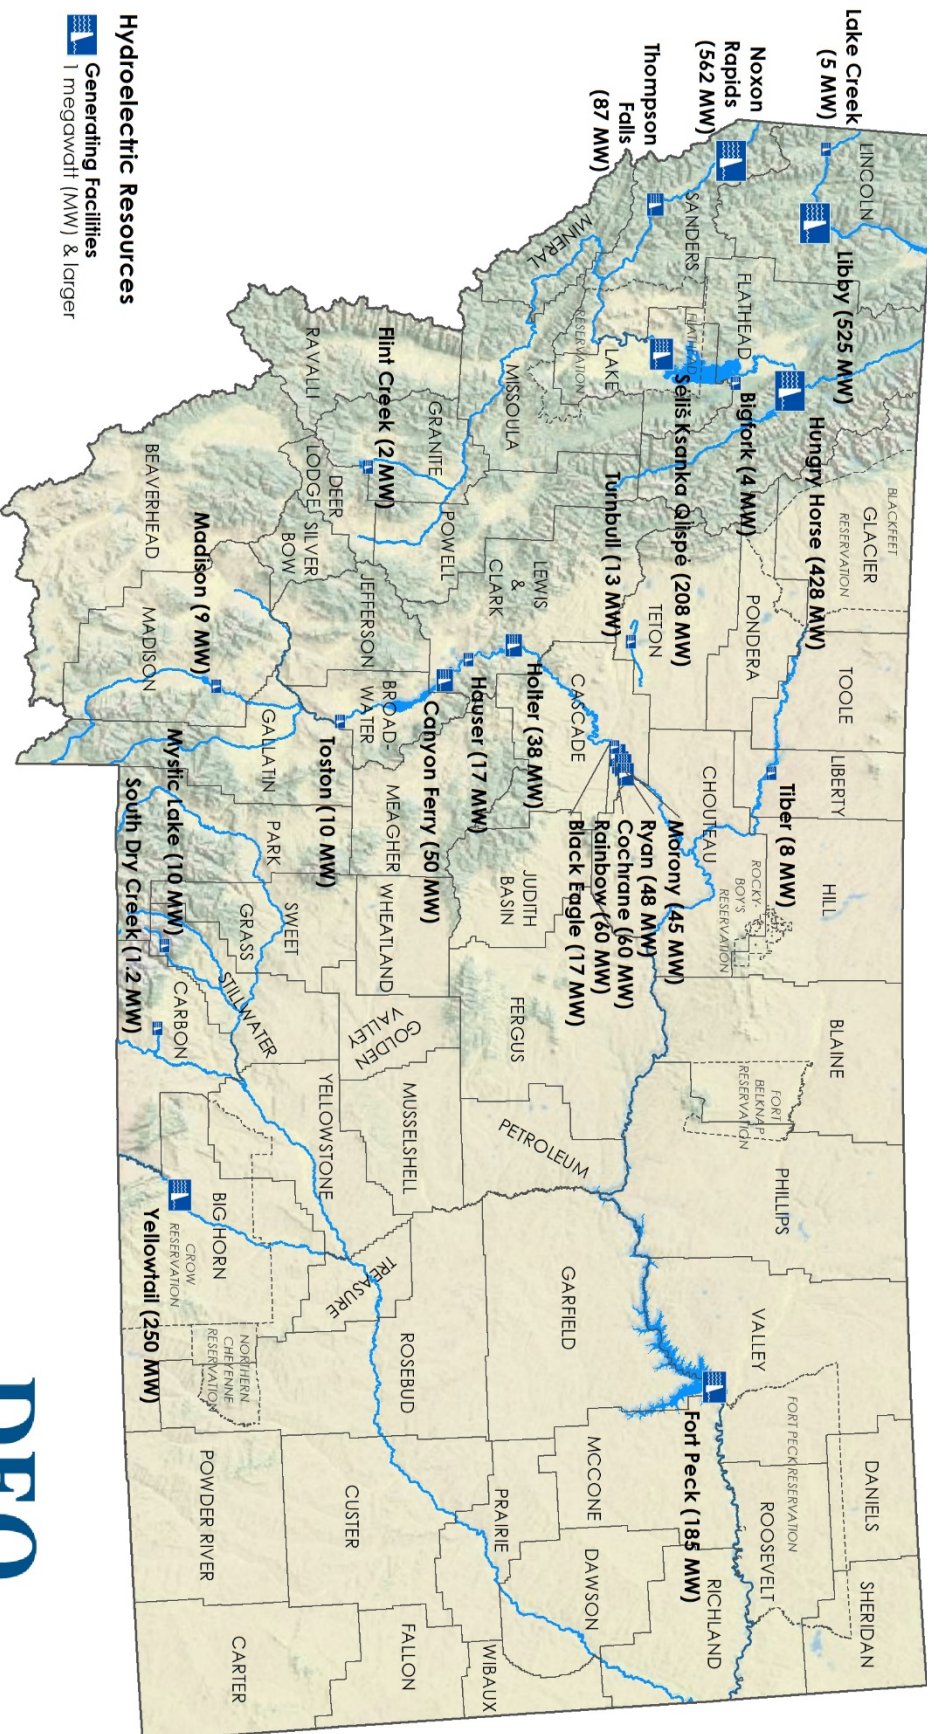 Lake Creek
(5 MW)
Noxon
Rapids
(562 MW)
Thompson
Falls
(87 MW)
LINCOLN
Libby (525 MW)
SANDERS
MINERAL
FLATHEAD
FLATHEAD
RESERVATION
LAKE
Hungry Horse (428 MW)
Bigfork (4 MW)
Seliš Ksanka Qlispe (208 MW)
Turnbull (13 MW)
MISSOULA
RAVALLI
Flint Creek (2 MW)
GRANITE
DEER
LODGE
SILVER
BOW
POWELL
BEAVERHEAD
Madison (9 MW)
MADISON
JEFFERSON
LEWIS
&
CLARK
BLACKFEET
RESERVATION
GLACIER
PONDERA
TETON
TOOLE
LIBERTY
CASCADE
CHOUTEAU
HILL
Tiber (8 MW)
ROCKY
BOY'S
RESERVATION
Morony (45 MW)
Ryan (48 MW)
Cochrane (60 MW)
Rainbow (60 MW)
Black Eagle (17 MW)
Holter (38 MW)
Hauser (17 MW)
Canyon Ferry (50 MW)
BROAD-
WATER
Toston (10 MW)
GALLATIN
MEAGHER
JUDITH
BASIN
WHEATLAND
PARK
SWEET
GRASS
Mystic Lake (10 MW)
South Dry Creek (1.2 MW)
STILLWATER
CARBON
GOLDEN
VALLEY
FERGUS
BLAINE
FORT
BELKNAP
RESERVATION
PHILLIPS
PETROLEUM
MUSSELSHELL
YELLOWSTONE
BIG HORN
CROW
RESERVATION
Yellowtail (250 MW)
TREASURE
NORTHERN
CHEYENNE
RESERVATION
ROSEBUD
GARFIELD
VALLEY
Fort Peck (185 MW)
FORT PECK RESERVATION
DANIELS
SHERIDAN
ROOSEVELT
RICHLAND
MCCONE
DAWSON
PRAIRIE
WIBAUX
CUSTER
FALLON
POWDER RIVER
CARTER
Hydroelectric Resources
Generating Facilities
1 megawatt (MW) & larger
DEQ